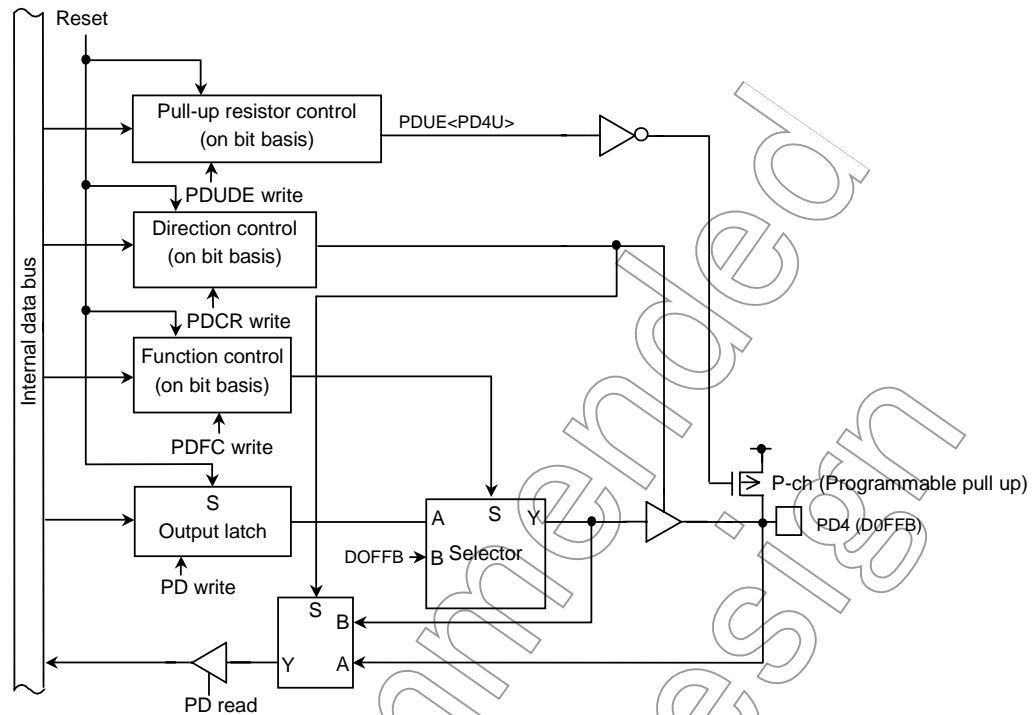 Reset
Pull-up resistor control
(on bit basis)
PDUE<PD4U>
PDUDE write
Direction control
(on bit basis)
PDCR write
Function control
(on bit basis)
PDFC write
Internal data bus
S
Output latch
PD write
A
S
Y
DOFFB
B
Selector
P-ch (Programmable pull up)
PD4 (D0FFB)
S
B
Y
A
PD read
nmended
esign